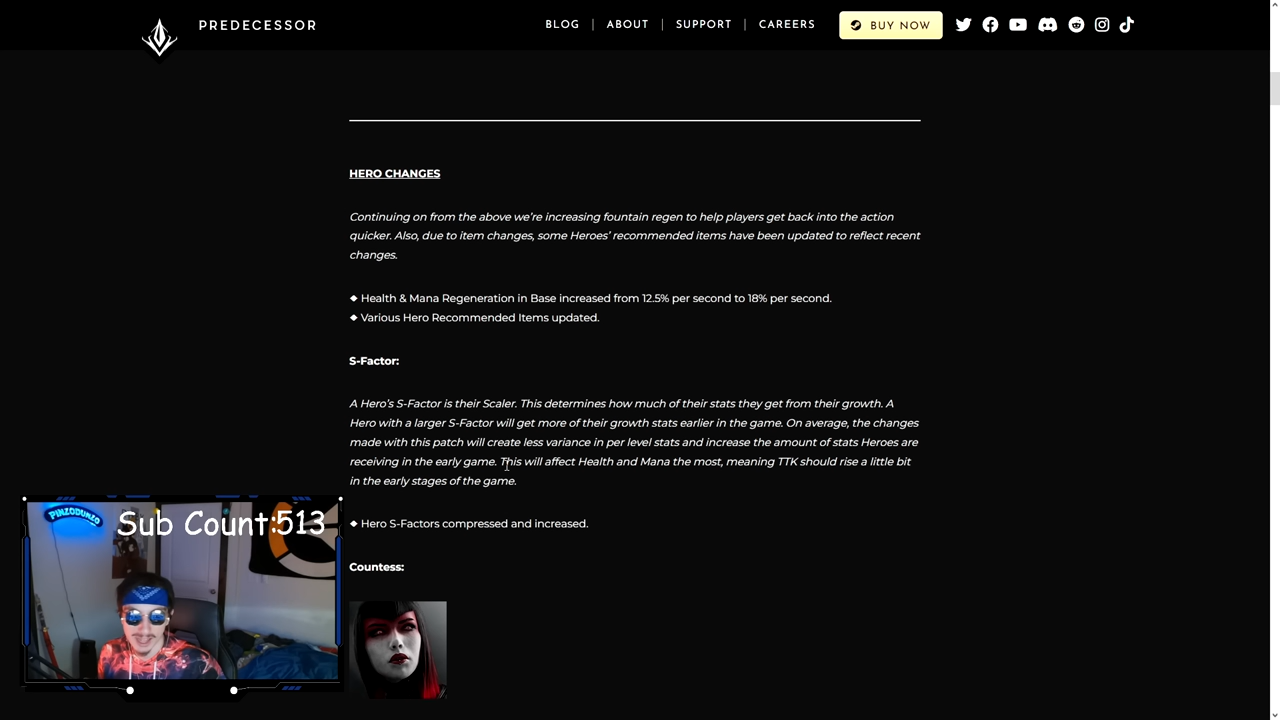 PREDECESSOR
BLOG | ABOUT | SUPPORT | CAREERS
BUY NOW
HERO CHANGES
Continuing on from the above we're increasing fountain regen to help players get back into the action
quicker. Also, due to item changes, some Heroes' recommended items have been updated to reflect recent
changes.
❖ Health & Mana Regeneration in Base increased from 12.5% per second to 18% per second.
❖ Various Hero Recommended Items updated.
S-Factor:
A Hero's S-Factor is their Scaler. This determines how much of their stats they get from their growth. A
Hero with a larger S-Factor will get more of their growth stats earlier in the game. On average, the changes
made with this patch will create less variance in per level stats and increase the amount of stats Heroes are
receiving in the early game. This will affect Health and Mana the most, meaning TTK should rise a little bit
in the early stages of the game.
❖ Hero S-Factors compressed and increased.
Countess:
PINZODUNZO
Sub Count:513